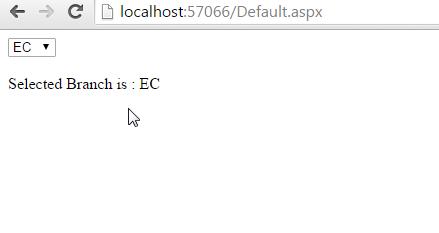 localhost:57066/Default.aspx
EC
Selected Branch is : EC